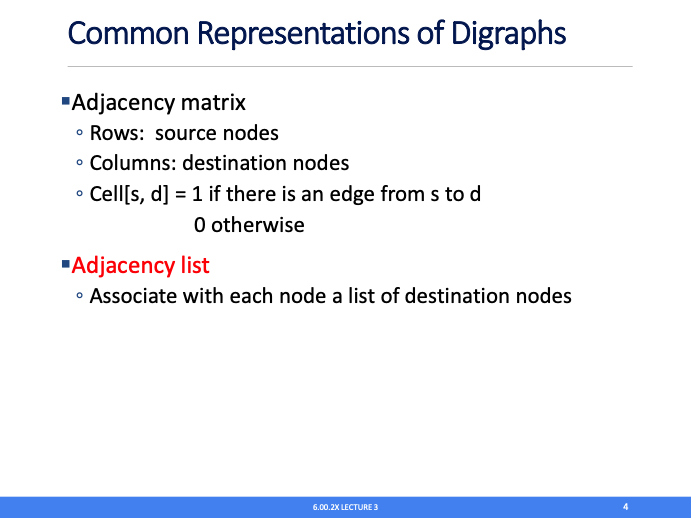 Common Representations of Digraphs
▪Adjacency matrix
◦ Rows:  source nodes
◦ Columns: destination nodes
◦ Cell[s, d] = 1 if there is an edge from s to d
0 otherwise
▪Adjacency list
◦ Associate with each node a list of destination nodes
6.00.2X LECTURE 3
4